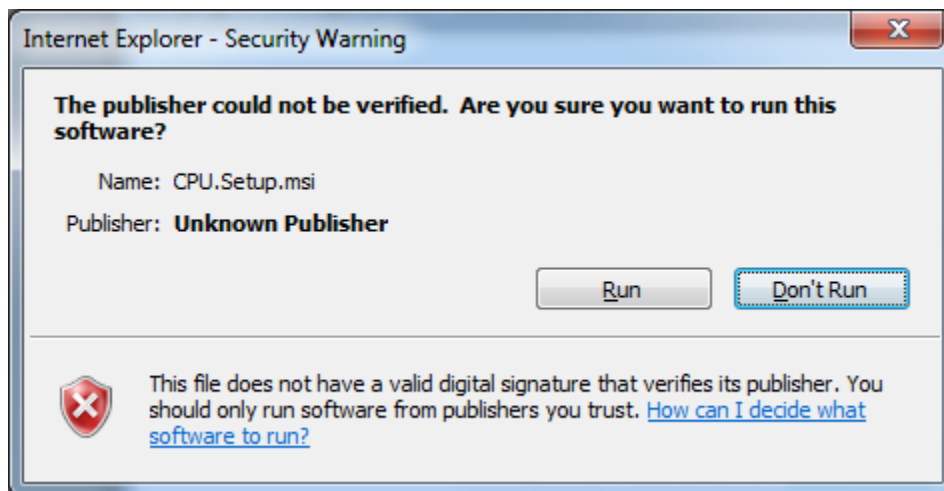 Internet Explorer - Security Warning
The publisher could not be verified.  Are you sure you want to run this
software?
Name: CPU.Setup.msi
Publisher: Unknown Publisher
Run
Don't Run
This file does not have a valid digital signature that verifies its publisher. You
should only run software from publishers you trust. How can I decide what
software to run?